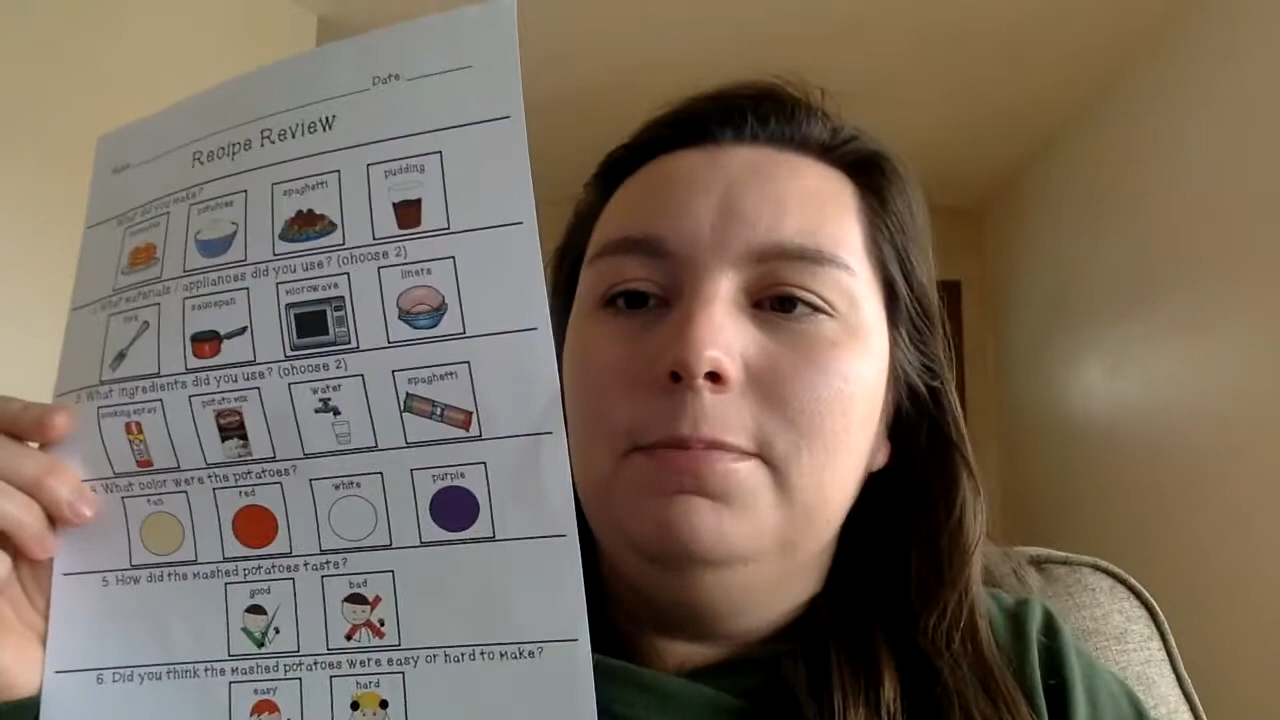 Name Date:
Recipe Review
What did you make?
pancakes potatoes spaghetti pudding
2. What materials / appliances did you use? (choose 2)
fork saucepan microwave liners
3. What ingredients did you use? (choose 2)
cooking spray potato mix water spaghetti
4. What color were the potatoes?
tan red white purple
5. How did the mashed potatoes taste?
good bad
6. Did you think the mashed potatoes were easy or hard to make?
easy hard